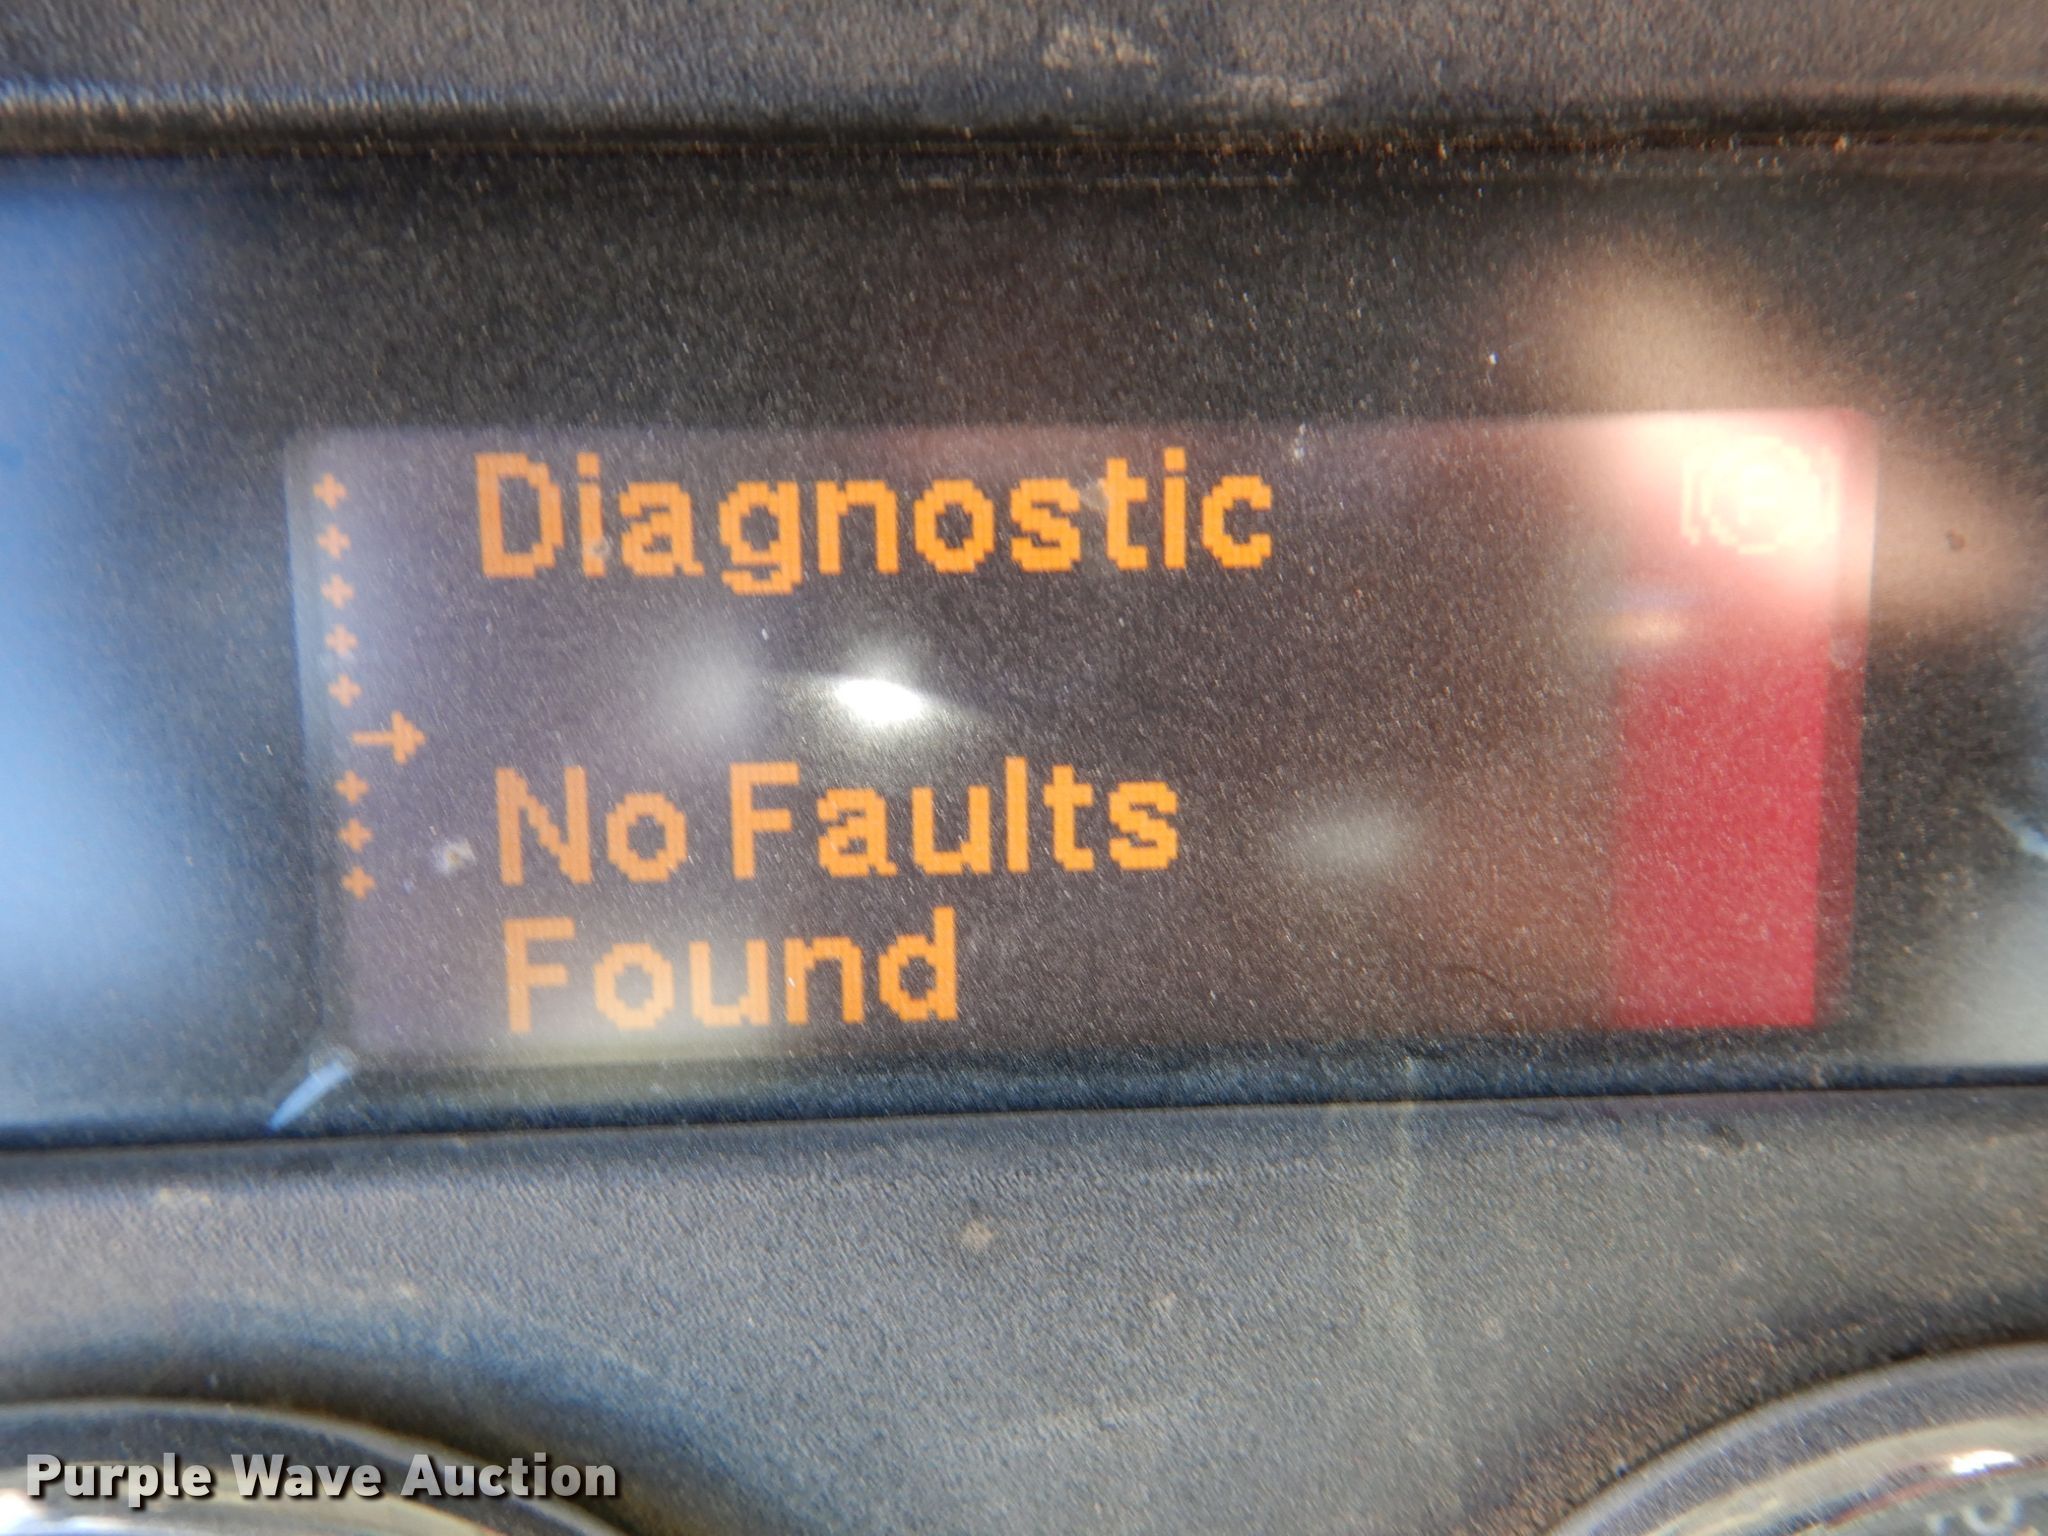 Diagnostic
No Faults
Found
Purple Wave Auction